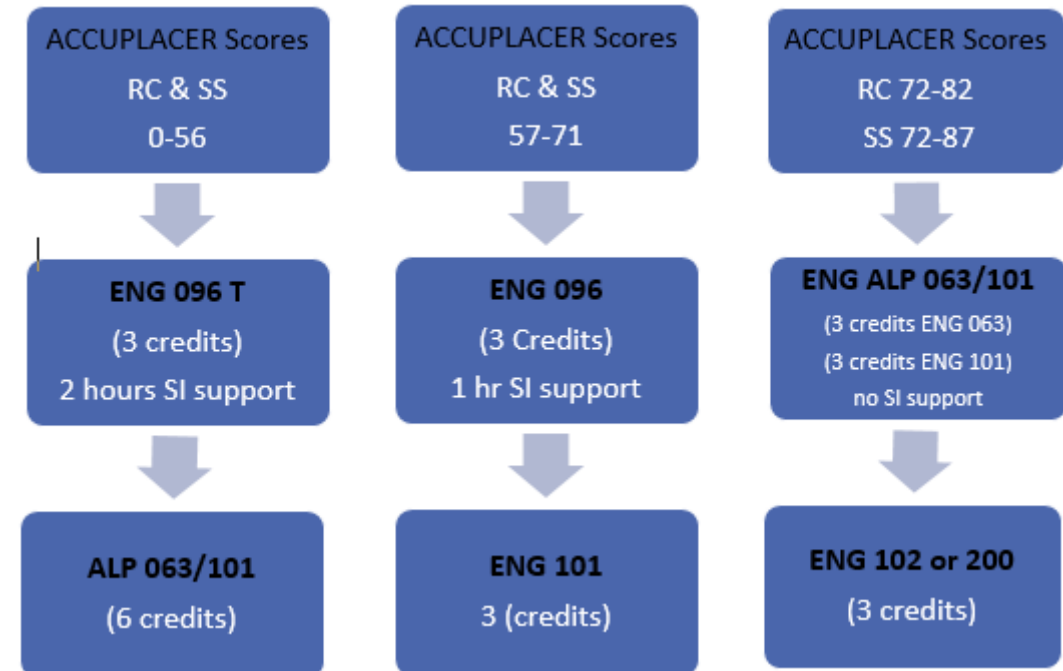 ACCUPLACER Scores
RC & SS
0-56
ACCUPLACER Scores
RC & SS
57-71
ACCUPLACER Scores
RC 72-82
SS 72-87
ENG 096 T
(3 credits)
2 hours SI support
ENG 096
(3 Credits)
1 hr SI support
ENG ALP 063/101
(3 credits ENG 063)
(3 credits ENG 101)
no SI support
ALP 063/101
(6 credits)
ENG 101
3 (credits)
ENG 102 or 200
(3 credits)